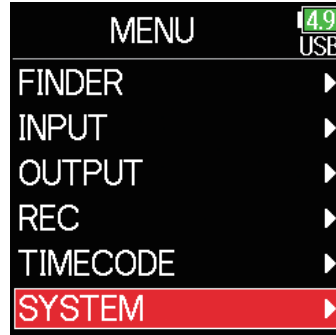 MENU
4.9
USB
FINDER
INPUT
OUTPUT
REC
TIMECODE
SYSTEM